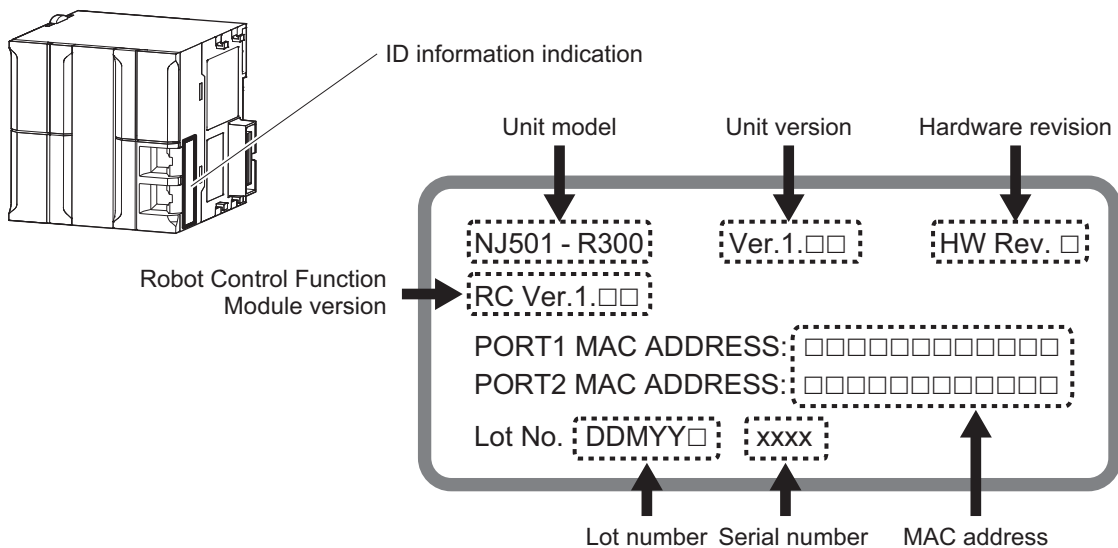 ID information indication
Unit model
Unit version
Hardware revision
NJ501 - R300
Ver.1.□□
HW Rev. □
Robot Control Function
Module version
RC Ver.1.□□
PORT1 MAC ADDRESS: □□□□□□□□□□□□
PORT2 MAC ADDRESS: □□□□□□□□□□□□
Lot No. DDMYY□ xxxx
Lot number
Serial number
MAC address